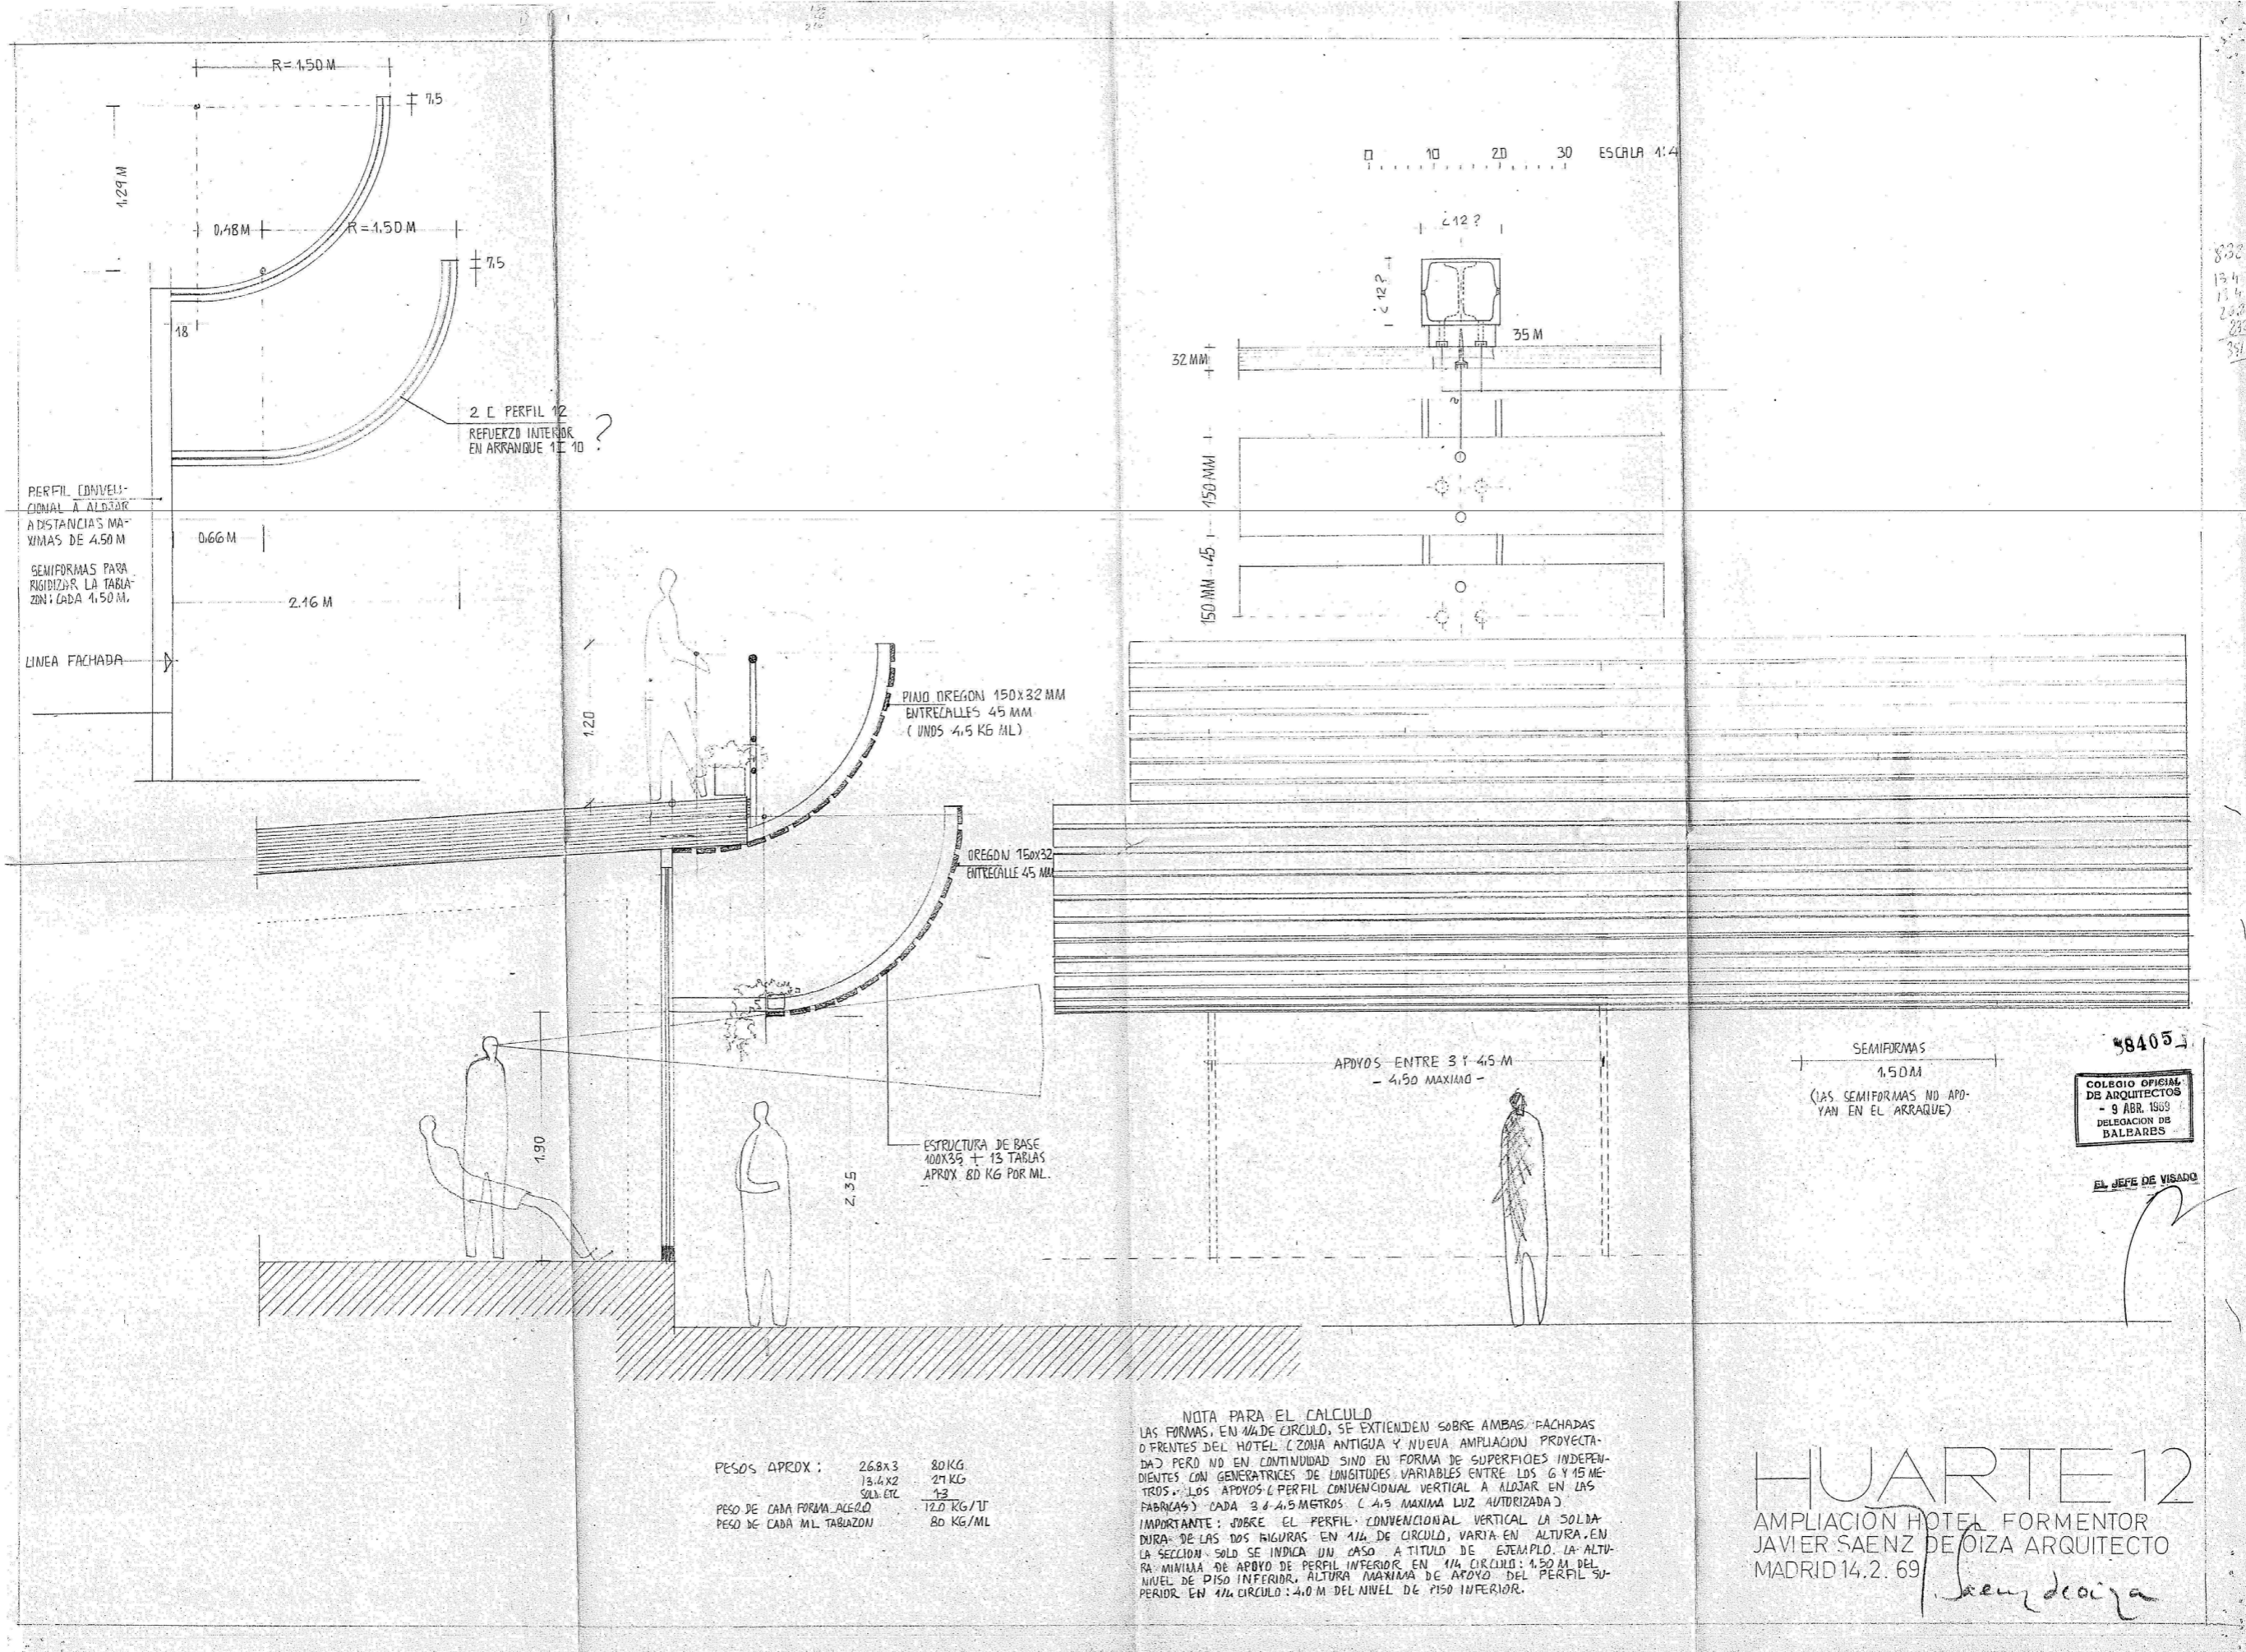 R=1,50 M
7,5
1,29 M
0,48 M
R=1,50 M
7,5
18
2 [ PERFIL 12
REFUERZO INTERIOR
EN ARRANQUE 1 I 10
?
PERFIL CONVEN-
CIONAL A ALOJAR
A DISTANCIAS MA-
XIMAS DE 4.50 M
0,66 M
SEMIFORMAS PARA
RIGIDIZAR LA TABLA-
ZON: CADA 1,50 M.
2.16 M
LINEA FACHADA
0 10 20 30 ESCALA 1:4
¿12?
¿12?
35 M
32 MM
150 MM
45
150 MM
1.20
PINO OREGON 150X32 MM
ENTRECALLES 45 MM
(UNOS 4,5 KG ML)
OREGON 150X32
ENTRECALLE 45 MM
1.90
2.35
ESTRUCTURA DE BASE
100X35 + 13 TABLAS
APROX 80 KG POR ML.
APOYOS ENTRE 3 Y 4,5 M
- 4,50 MAXIMO -
SEMIFORMAS
1.50 M
(LAS SEMIFORMAS NO APO-
YAN EN EL ARRAQUE)
38405
COLEGIO OFICIAL
DE ARQUITECTOS
- 9 ABR. 1969
DELEGACION DE
BALEARES
EL JEFE DE VISADO
PESOS APROX: 26.8X3 80 KG
13.4X2 27 KG
SOLD. ETC 13
PESO DE CADA FORMA ACERO 120 KG/U
PESO DE CADA ML TABLAZON 80 KG/ML
NOTA PARA EL CALCULO
LAS FORMAS, EN 1/4 DE CIRCULO, SE EXTIENDEN SOBRE AMBAS FACHADAS
O FRENTES DEL HOTEL (ZONA ANTIGUA Y NUEVA AMPLIACION PROYECTA-
DA) PERO NO EN CONTINUIDAD SINO EN FORMA DE SUPERFICIES INDEPEN-
DIENTES CON GENERATRICES DE LONGITUDES VARIABLES ENTRE LOS 6 Y 15 ME-
TROS. LOS APOYOS (PERFIL CONVENCIONAL VERTICAL A ALOJAR EN LAS
FABRICAS) CADA 3 ó 4,5 METROS (4,5 MAXIMA LUZ AUTORIZADA)
IMPORTANTE: SOBRE EL PERFIL CONVENCIONAL VERTICAL LA SOLDA
DURA DE LAS DOS FIGURAS EN 1/4 DE CIRCULO, VARIA EN ALTURA. EN
LA SECCION SOLO SE INDICA UN CASO A TITULO DE EJEMPLO. LA ALTU-
RA MINIMA DE APOYO DE PERFIL INFERIOR EN 1/4 CIRCULO: 1.50 M DEL
NIVEL DE PISO INFERIOR. ALTURA MAXIMA DE APOYO DEL PERFIL SU-
PERIOR EN 1/4 CIRCULO: 4.0 M DEL NIVEL DE PISO INFERIOR.
HUARTE 12
AMPLIACIÓN HOTEL FORMENTOR
JAVIER SAENZ DE OIZA ARQUITECTO
MADRID 14.2.69
J. Saenz de oiza